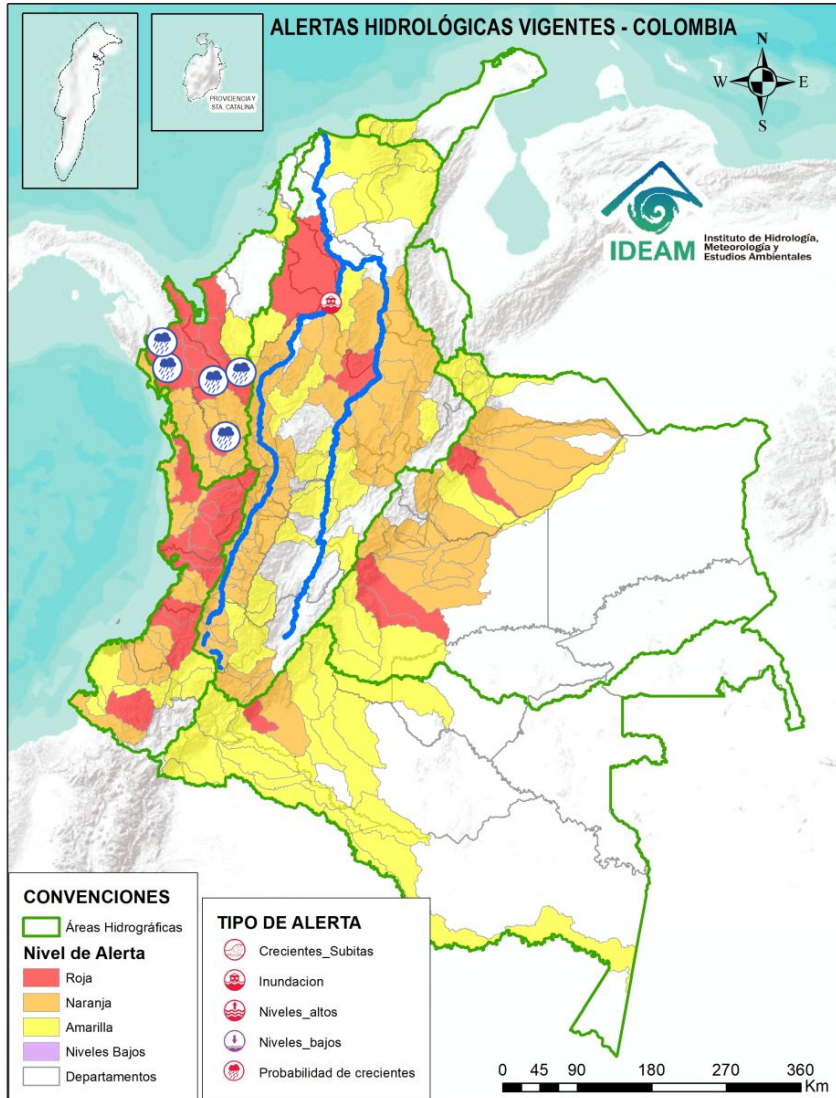 ALERTAS HIDROLÓGICAS VIGENTES - COLOMBIA
PROVIDENCIA Y
STA. CATALINA
N
W
E
S
IDEAM
Instituto de Hidrología,
Meteorología y
Estudios Ambientales
CONVENCIONES
Áreas Hidrográficas
Nivel de Alerta
Roja
Naranja
Amarilla
Niveles Bajos
Departamentos
TIPO DE ALERTA
Crecientes_Subitas
Inundacion
Niveles_altos
Niveles_bajos
Probabilidad de crecientes
0 45 90 180 270 360
Km